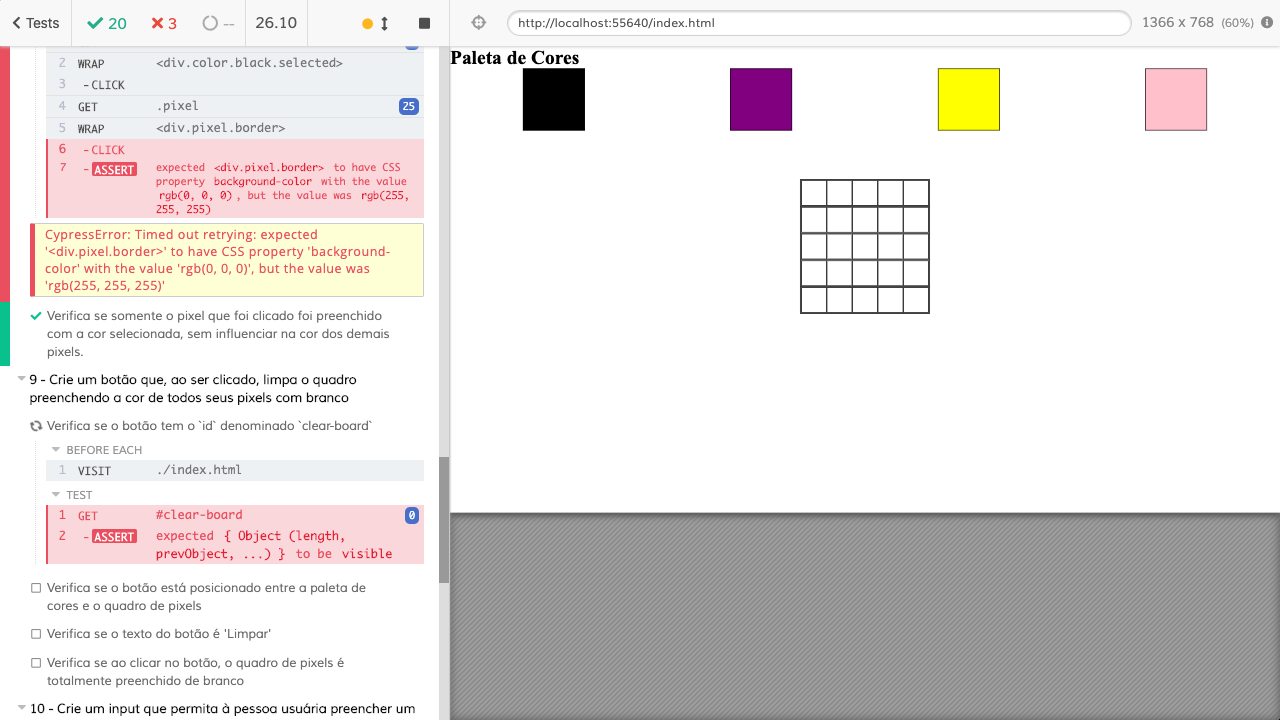 Tests
20
3
--
26.10
http://localhost:55640/index.html
1366 x 768 (60%)
2 WRAP <div.color.black.selected>
3 - CLICK
4 GET .pixel 25
5 WRAP <div.pixel.border>
6 - CLICK
7 - ASSERT expected <div.pixel.border> to have CSS
property background-color with the value
rgb(0, 0, 0) , but the value was rgb(255,
255, 255)
CypressError: Timed out retrying: expected
'<div.pixel.border>' to have CSS property 'background-
color' with the value 'rgb(0, 0, 0)', but the value was
'rgb(255, 255, 255)'
Verifica se somente o pixel que foi clicado foi preenchido
com a cor selecionada, sem influenciar na cor dos demais
pixels.
9 - Crie um botão que, ao ser clicado, limpa o quadro
preenchendo a cor de todos seus pixels com branco
Verifica se o botão tem o `id` denominado `clear-board`
BEFORE EACH
1 VISIT ./index.html
TEST
1 GET #clear-board 0
2 - ASSERT expected { Object (length,
prevObject, ...) } to be visible
Verifica se o botão está posicionado entre a paleta de
cores e o quadro de pixels
Verifica se o texto do botão é 'Limpar'
Verifica se ao clicar no botão, o quadro de pixels é
totalmente preenchido de branco
10 - Crie um input que permita à pessoa usuária preencher um
Paleta de Cores